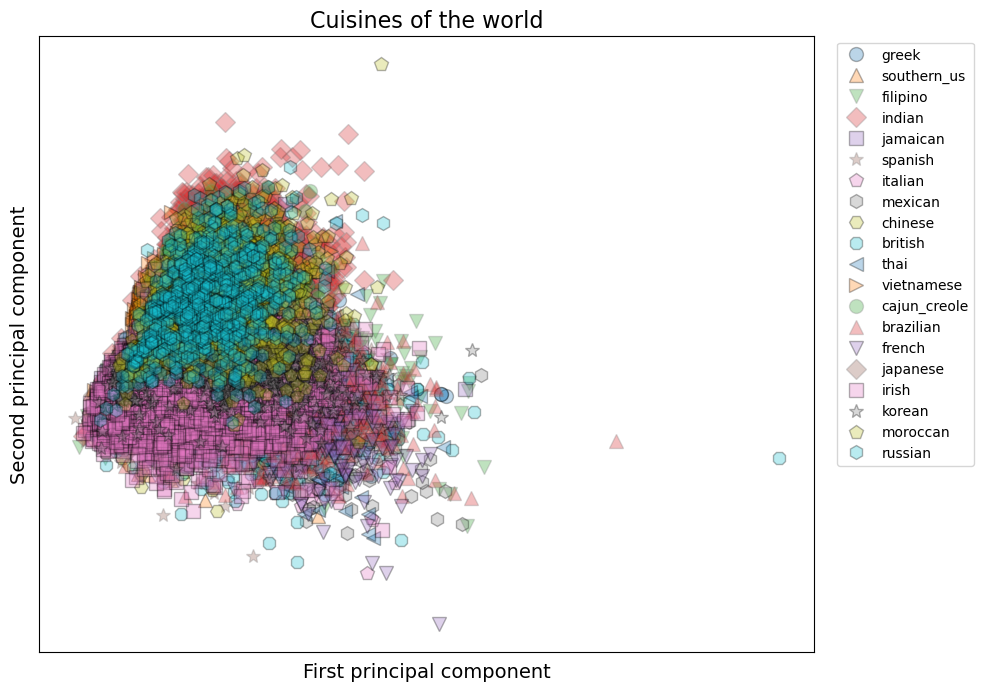 Cuisines of the world
Second principal component
First principal component
greek
southern_us
filipino
indian
jamaican
spanish
italian
mexican
chinese
british
thai
vietnamese
cajun_creole
brazilian
french
japanese
irish
korean
moroccan
russian